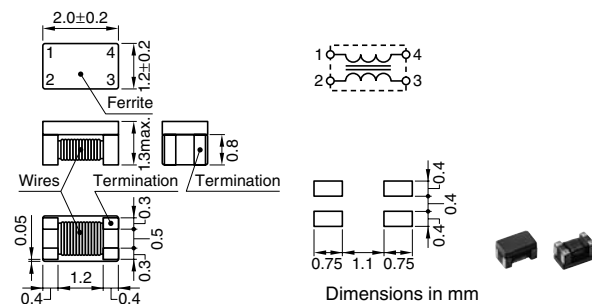 2.0±0.2
1 4
2 3
1.2±0.2
Ferrite
1 4
2 3
1.3max.
0.8
Wires Termination Termination
0.05
0.3
0.5
0.3
0.4 1.2 0.4
0.4
0.4
0.4
0.75 1.1 0.75
Dimensions in mm